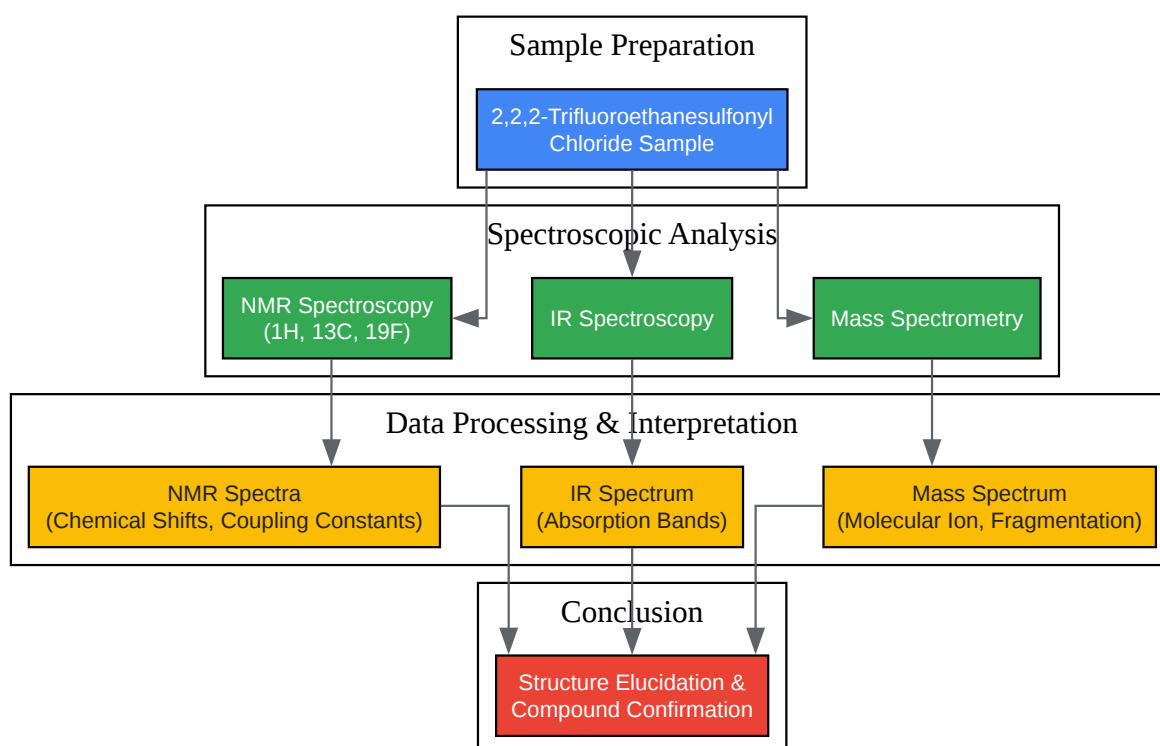 Sample Preparation
2,2,2-Trifluoroethanesulfonyl
Chloride Sample
Spectroscopic Analysis
NMR Spectroscopy
(1H, 13C, 19F)
IR Spectroscopy
Mass Spectrometry
Data Processing & Interpretation
NMR Spectra
(Chemical Shifts, Coupling Constants)
IR Spectrum
(Absorption Bands)
Mass Spectrum
(Molecular Ion, Fragmentation)
Conclusion
Structure Elucidation &
Compound Confirmation